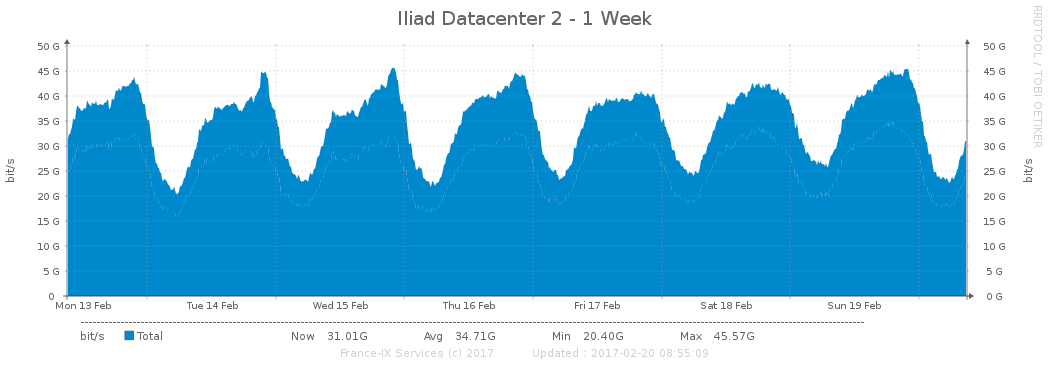 Iliad Datacenter 2 - 1 Week
RRDTOOL / TOBI OETIKER
50 G 50 G
45 G 45 G
40 G 40 G
35 G 35 G
30 G 30 G
25 G 25 G
20 G 20 G
15 G 15 G
10 G 10 G
5 G 5 G
0 0 G
bit/s bit/s
Mon 13 Feb Tue 14 Feb Wed 15 Feb Thu 16 Feb Fri 17 Feb Sat 18 Feb Sun 19 Feb
bit/s Total Now 31.01G Avg 34.71G Min 20.40G Max 45.57G
France-IX Services (c) 2017 Updated : 2017-02-20 08:55:09